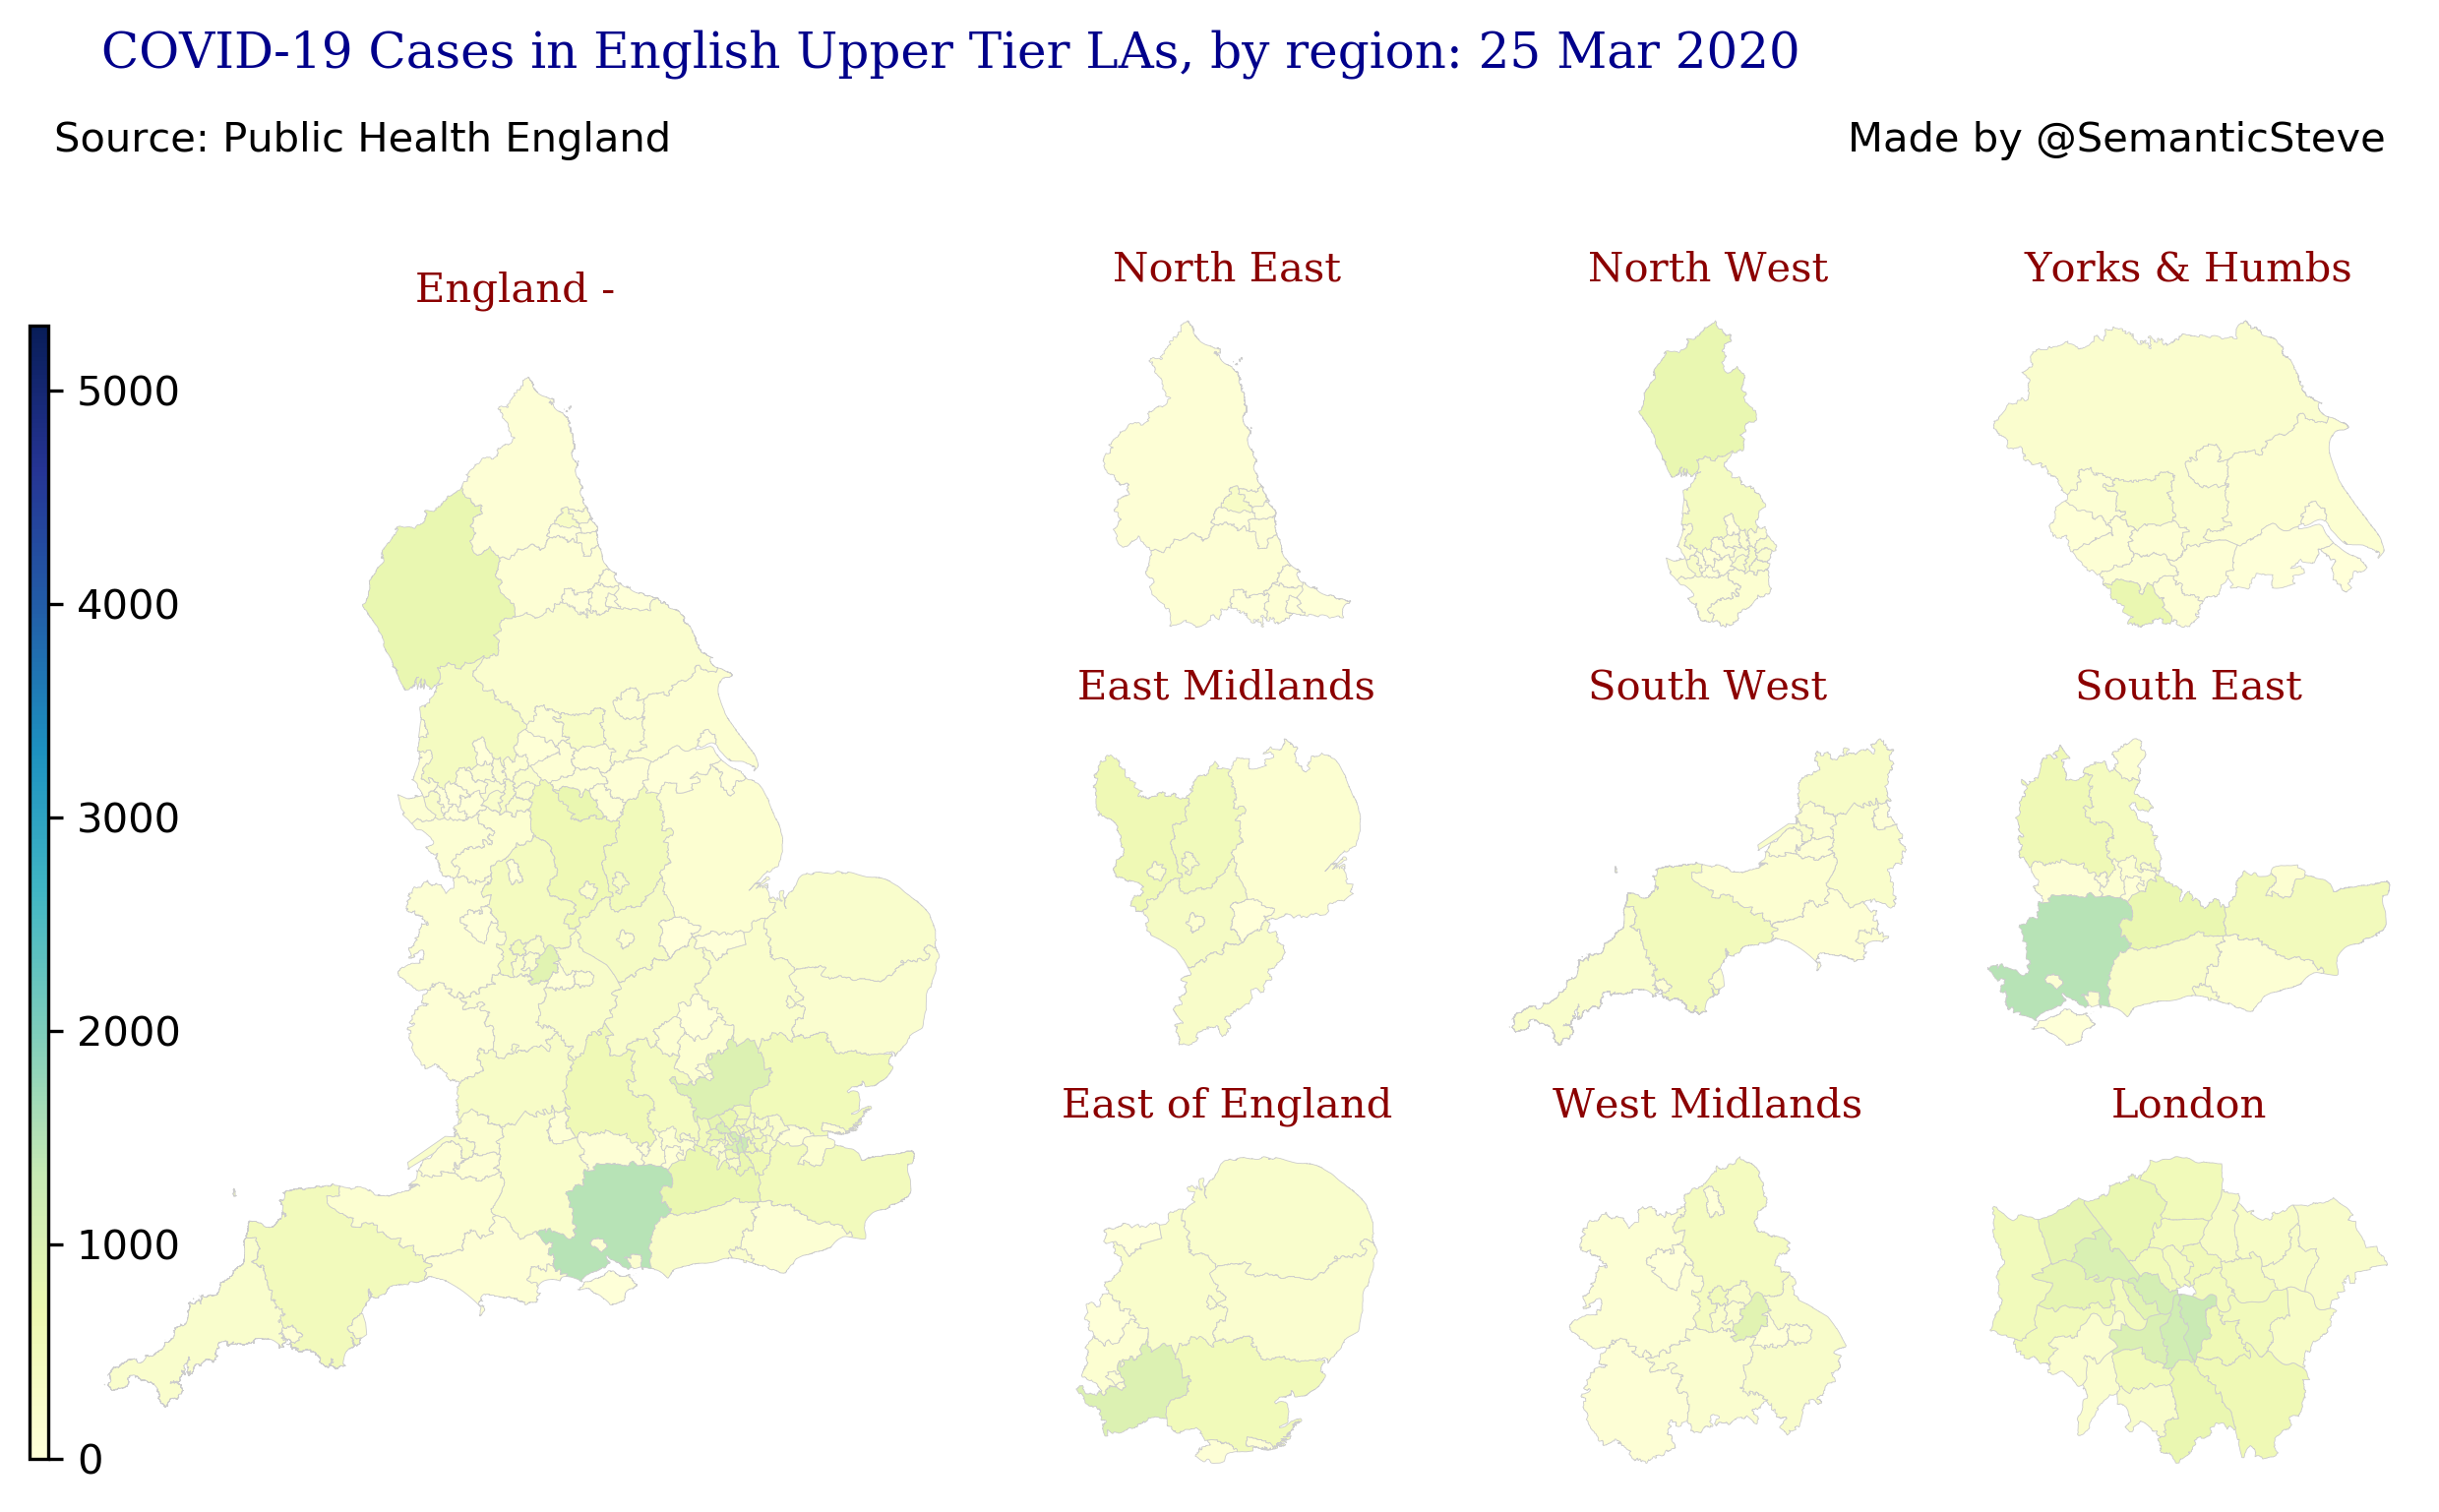 COVID-19 Cases in English Upper Tier LAs, by region: 25 Mar 2020
Source: Public Health England
Made by @SemanticSteve
England -
North East
North West
Yorks & Humbs
5000
4000
3000
2000
1000
0
East Midlands
South West
South East
East of England
West Midlands
London